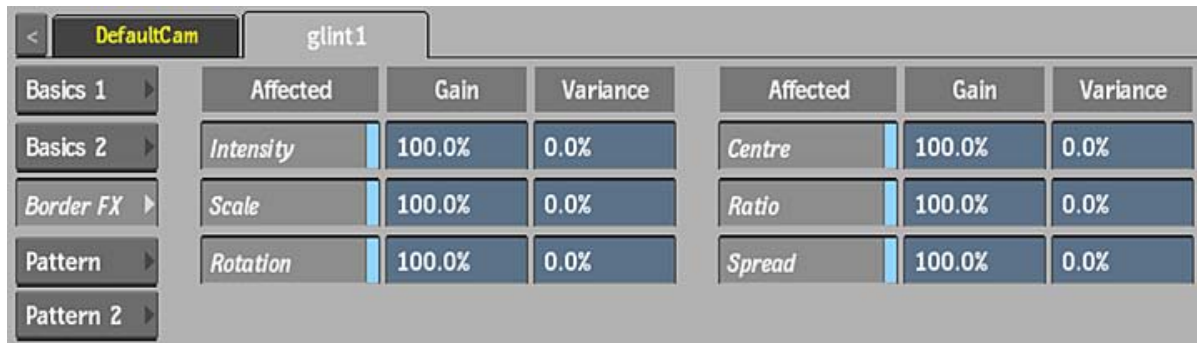 < DefaultCam glint1
Basics 1 Affected Gain Variance Affected Gain Variance
Basics 2 Intensity 100.0% 0.0% Centre 100.0% 0.0%
Border FX Scale 100.0% 0.0% Ratio 100.0% 0.0%
Pattern Rotation 100.0% 0.0% Spread 100.0% 0.0%
Pattern 2